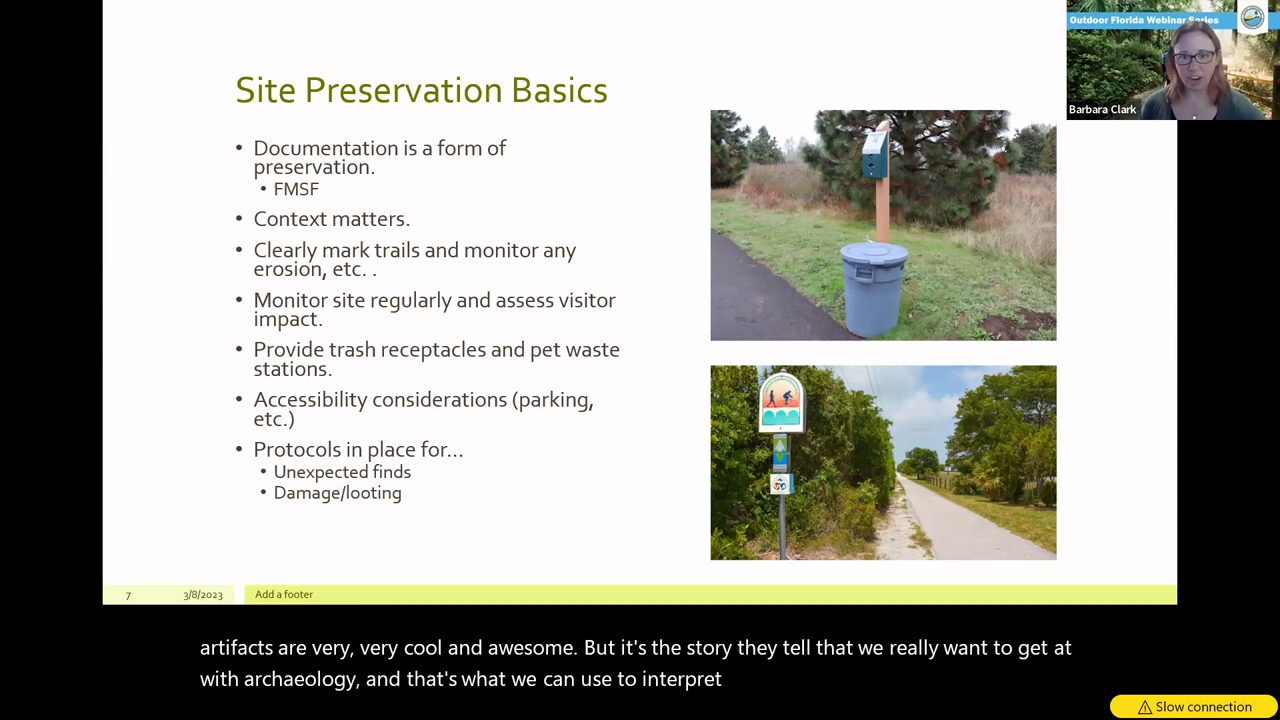 Outdoor Florida Webinar Series
Barbara Clark
Site Preservation Basics
• Documentation is a form of
preservation.
• FMSF
• Context matters.
• Clearly mark trails and monitor any
erosion, etc. .
• Monitor site regularly and assess visitor
impact.
• Provide trash receptacles and pet waste
stations.
• Accessibility considerations (parking,
etc.)
• Protocols in place for...
• Unexpected finds
• Damage/looting
7
3/8/2023
Add a footer
artifacts are very, very cool and awesome. But it's the story they tell that we really want to get at
with archaeology, and that's what we can use to interpret
Slow connection